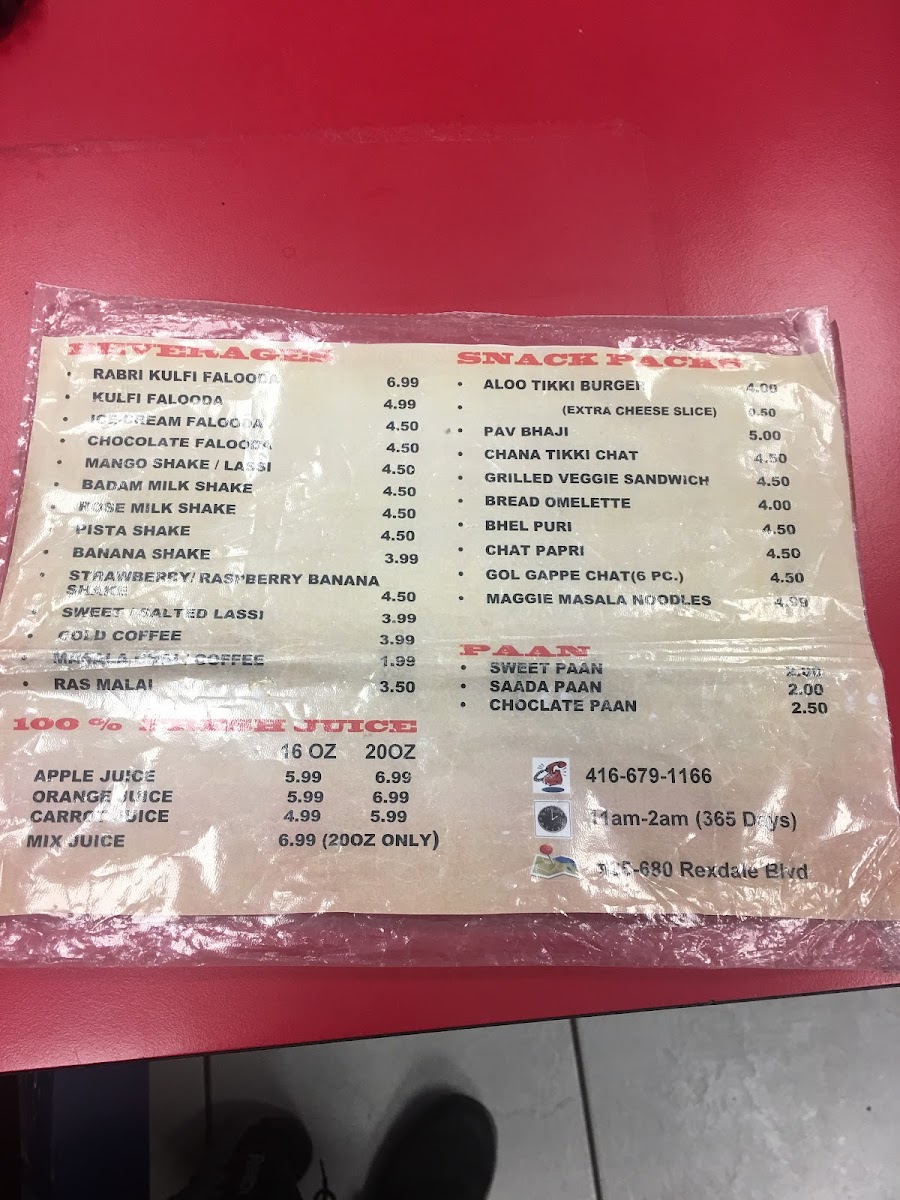 BEVERAGES
RABRI KULFI FALOODA 6.99
KULFI FALOODA 4.99
ICE-CREAM FALOODA 4.50
CHOCOLATE FALOODA 4.50
MANGO SHAKE / LASSI 4.50
BADAM MILK SHAKE 4.50
ROSE MILK SHAKE 4.50
PISTA SHAKE 4.50
BANANA SHAKE 3.99
STRAWBERRY/ RASPBERRY BANANA
SHAKE 4.50
SWEET / SALTED LASSI 3.99
COLD COFFEE 3.99
MASALA COFFEE 1.99
RAS MALAI 3.50
100 % FRESH JUICE
16 OZ 20OZ
APPLE JUICE 5.99 6.99
ORANGE JUICE 5.99 6.99
CARROT JUICE 4.99 5.99
MIX JUICE 6.99 (20OZ ONLY)
SNACK PACKS
ALOO TIKKI BURGER 4.00
(EXTRA CHEESE SLICE) 0.50
PAV BHAJI 5.00
CHANA TIKKI CHAT 4.50
GRILLED VEGGIE SANDWICH 4.50
BREAD OMELETTE 4.00
BHEL PURI 4.50
CHAT PAPRI 4.50
GOL GAPPE CHAT(6 PC.) 4.50
MAGGIE MASALA NOODLES 4.99
PAAN
SWEET PAAN 2.00
SAADA PAAN 2.00
CHOCLATE PAAN 2.50
416-679-1166
11am-2am (365 Days)
Rexdale Blvd